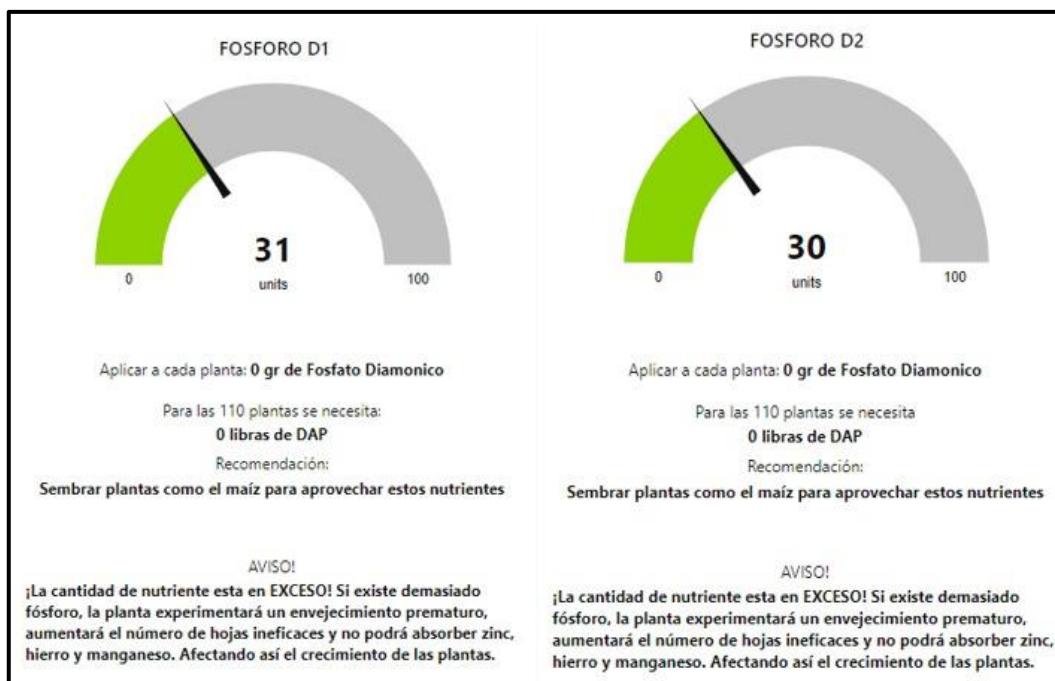 FOSFORO D1
31
units
0
100
Aplicar a cada planta: 0 gr de Fosfato Diamonico
Para las 110 plantas se necesita:
0 libras de DAP
Recomendación:
Sembrar plantas como el maíz para aprovechar estos nutrientes
AVISO!
¡La cantidad de nutriente esta en EXCESO! Si existe demasiado
fósforo, la planta experimentará un envejecimiento prematuro,
aumentará el número de hojas ineficaces y no podrá absorber zinc,
hierro y manganeso. Afectando así el crecimiento de las plantas.
FOSFORO D2
30
units
0
100
Aplicar a cada planta: 0 gr de Fosfato Diamonico
Para las 110 plantas se necesita
0 libras de DAP
Recomendación:
Sembrar plantas como el maíz para aprovechar estos nutrientes
AVISO!
¡La cantidad de nutriente esta en EXCESO! Si existe demasiado
fósforo, la planta experimentará un envejecimiento prematuro,
aumentará el número de hojas ineficaces y no podrá absorber zinc,
hierro y manganeso. Afectando así el crecimiento de las plantas.